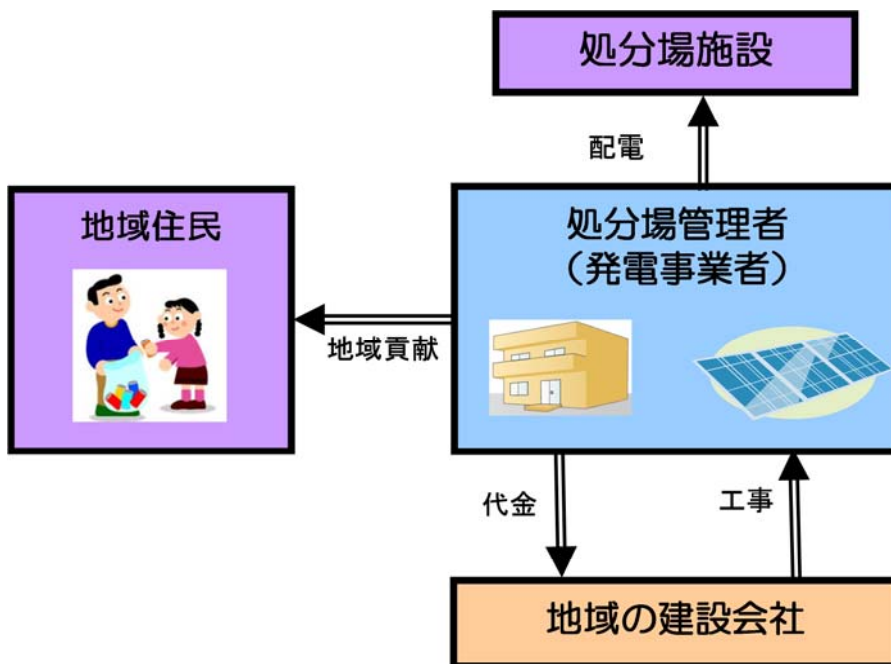 処分場施設
配電
地域住民
処分場管理者
（発電事業者）
地域貢献
代金
工事
地域の建設会社